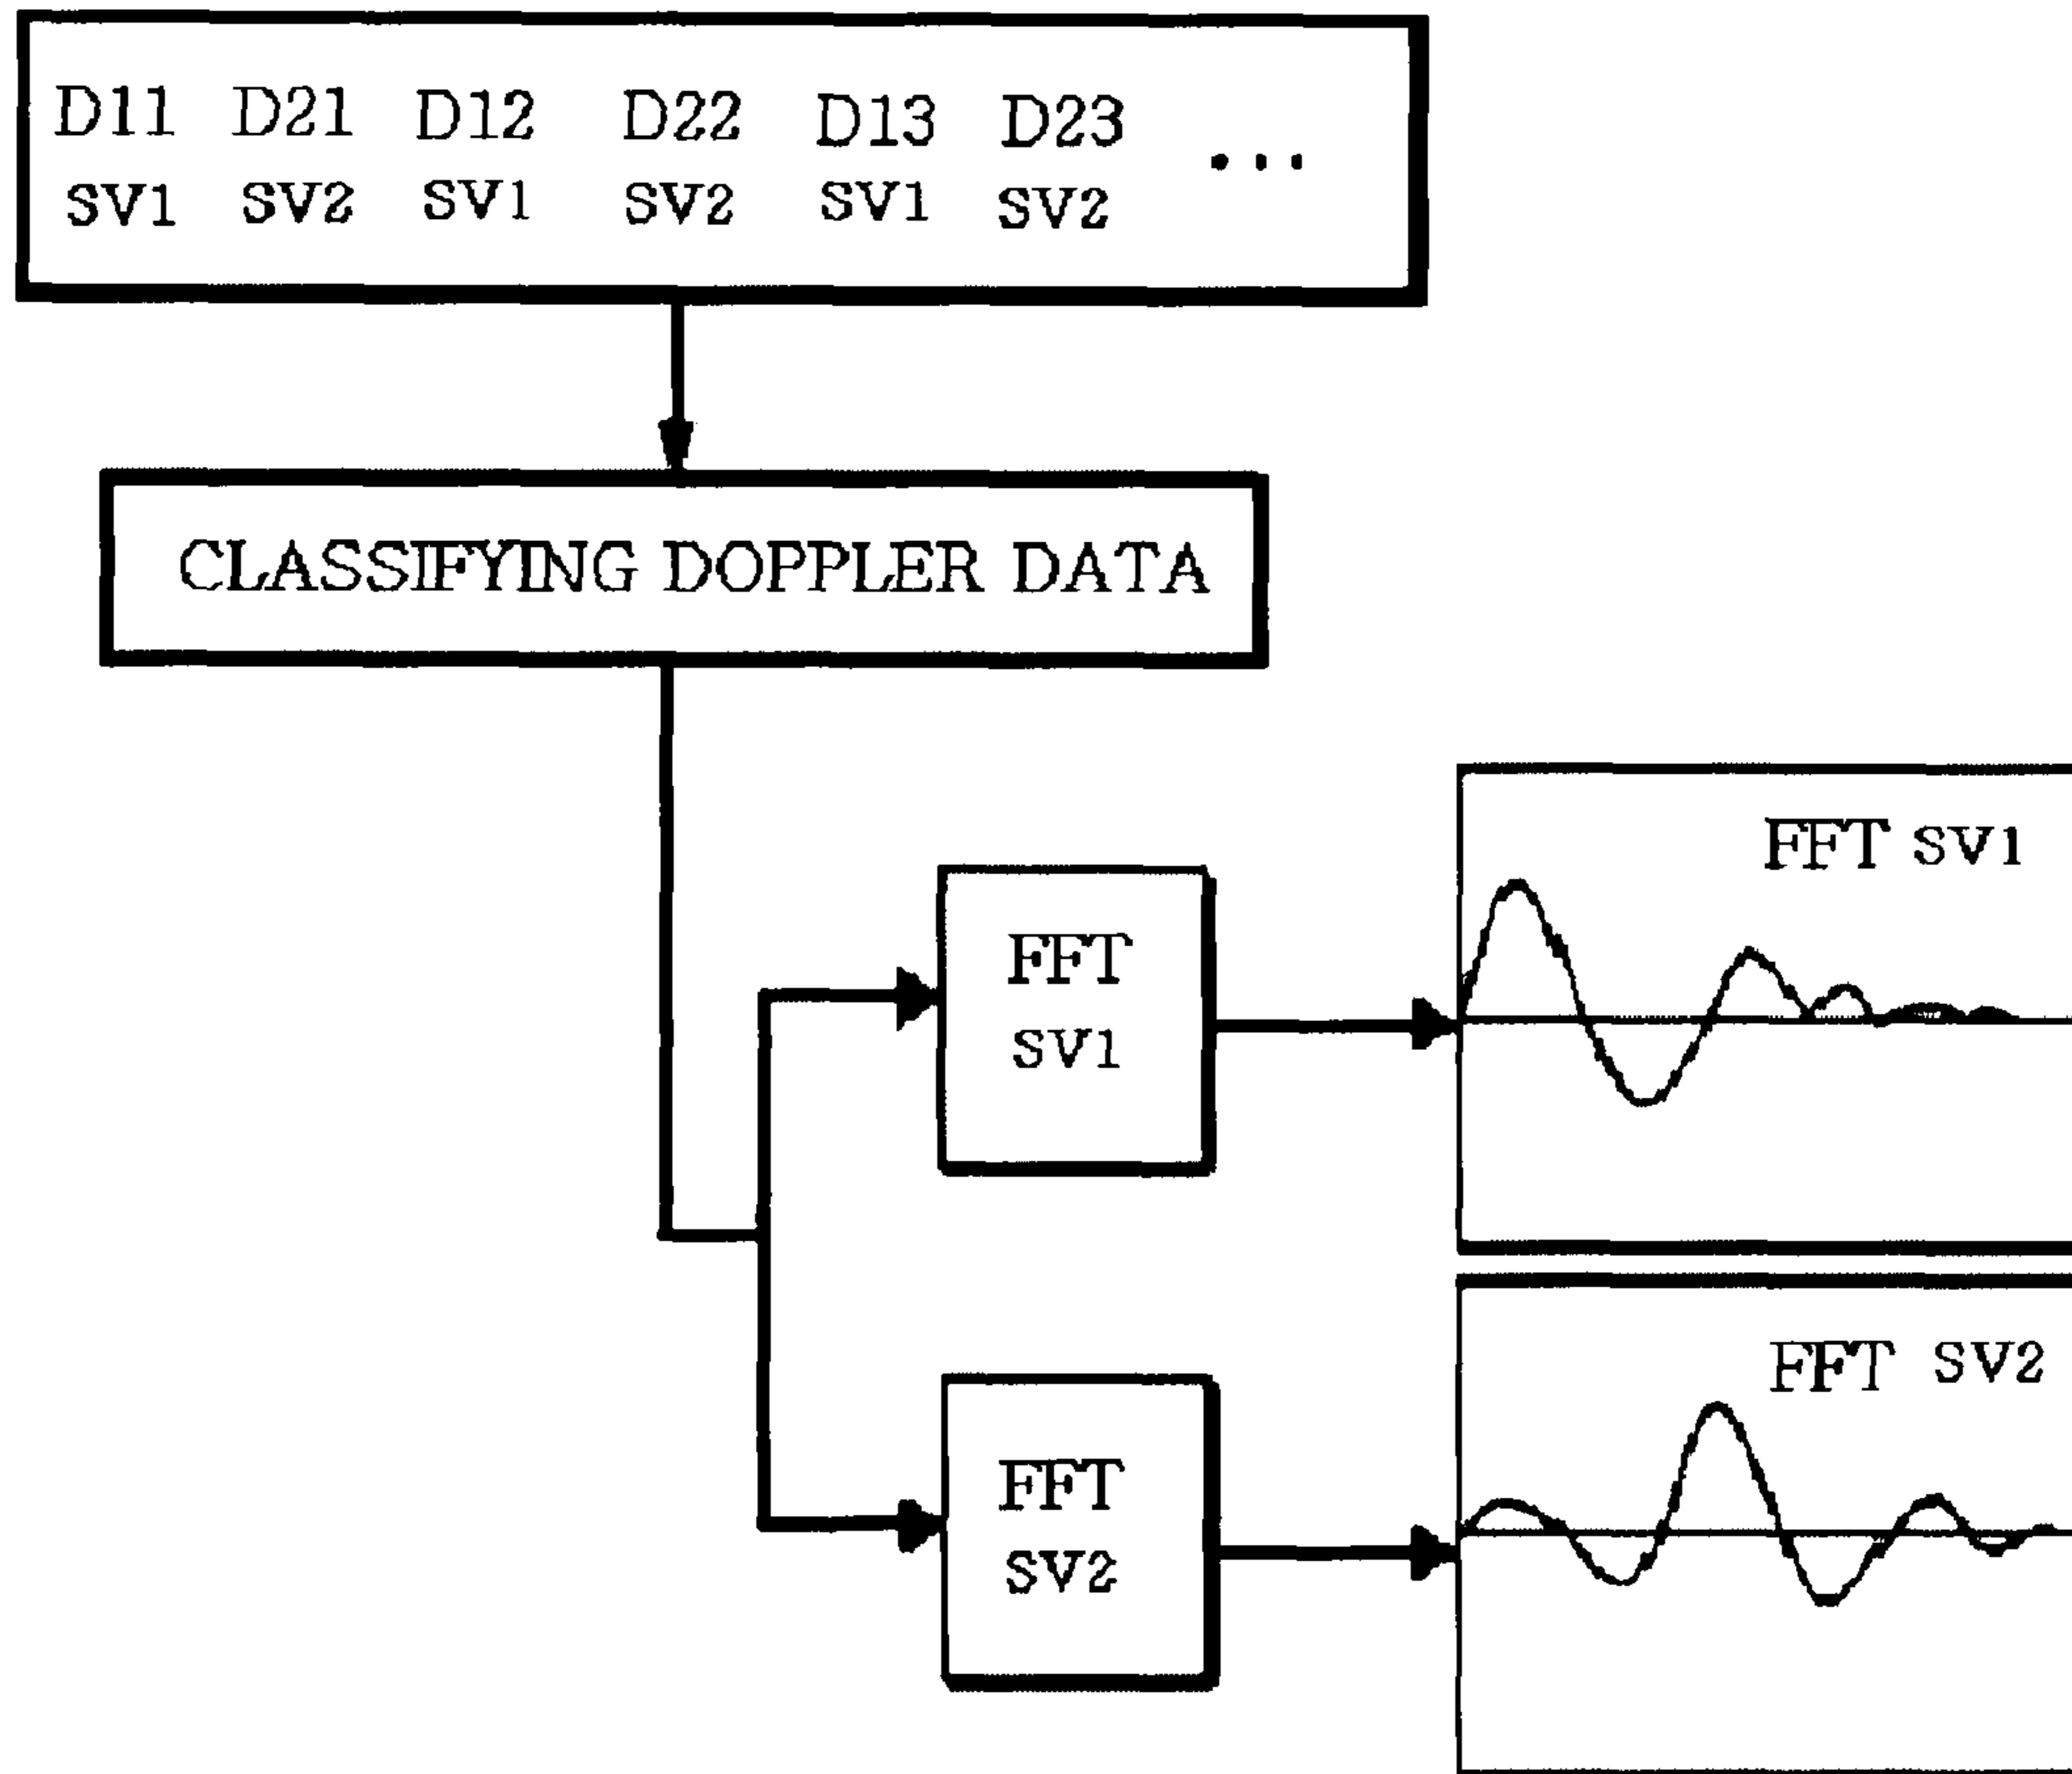 D11 D21 D12 D22 D13 D23 ...
SV1 SV2 SV1 SV2 SV1 SV2
CLASSIFYING DOPPLER DATA
FFT
SV1
FFT SV1
FFT
SV2
FFT SV2